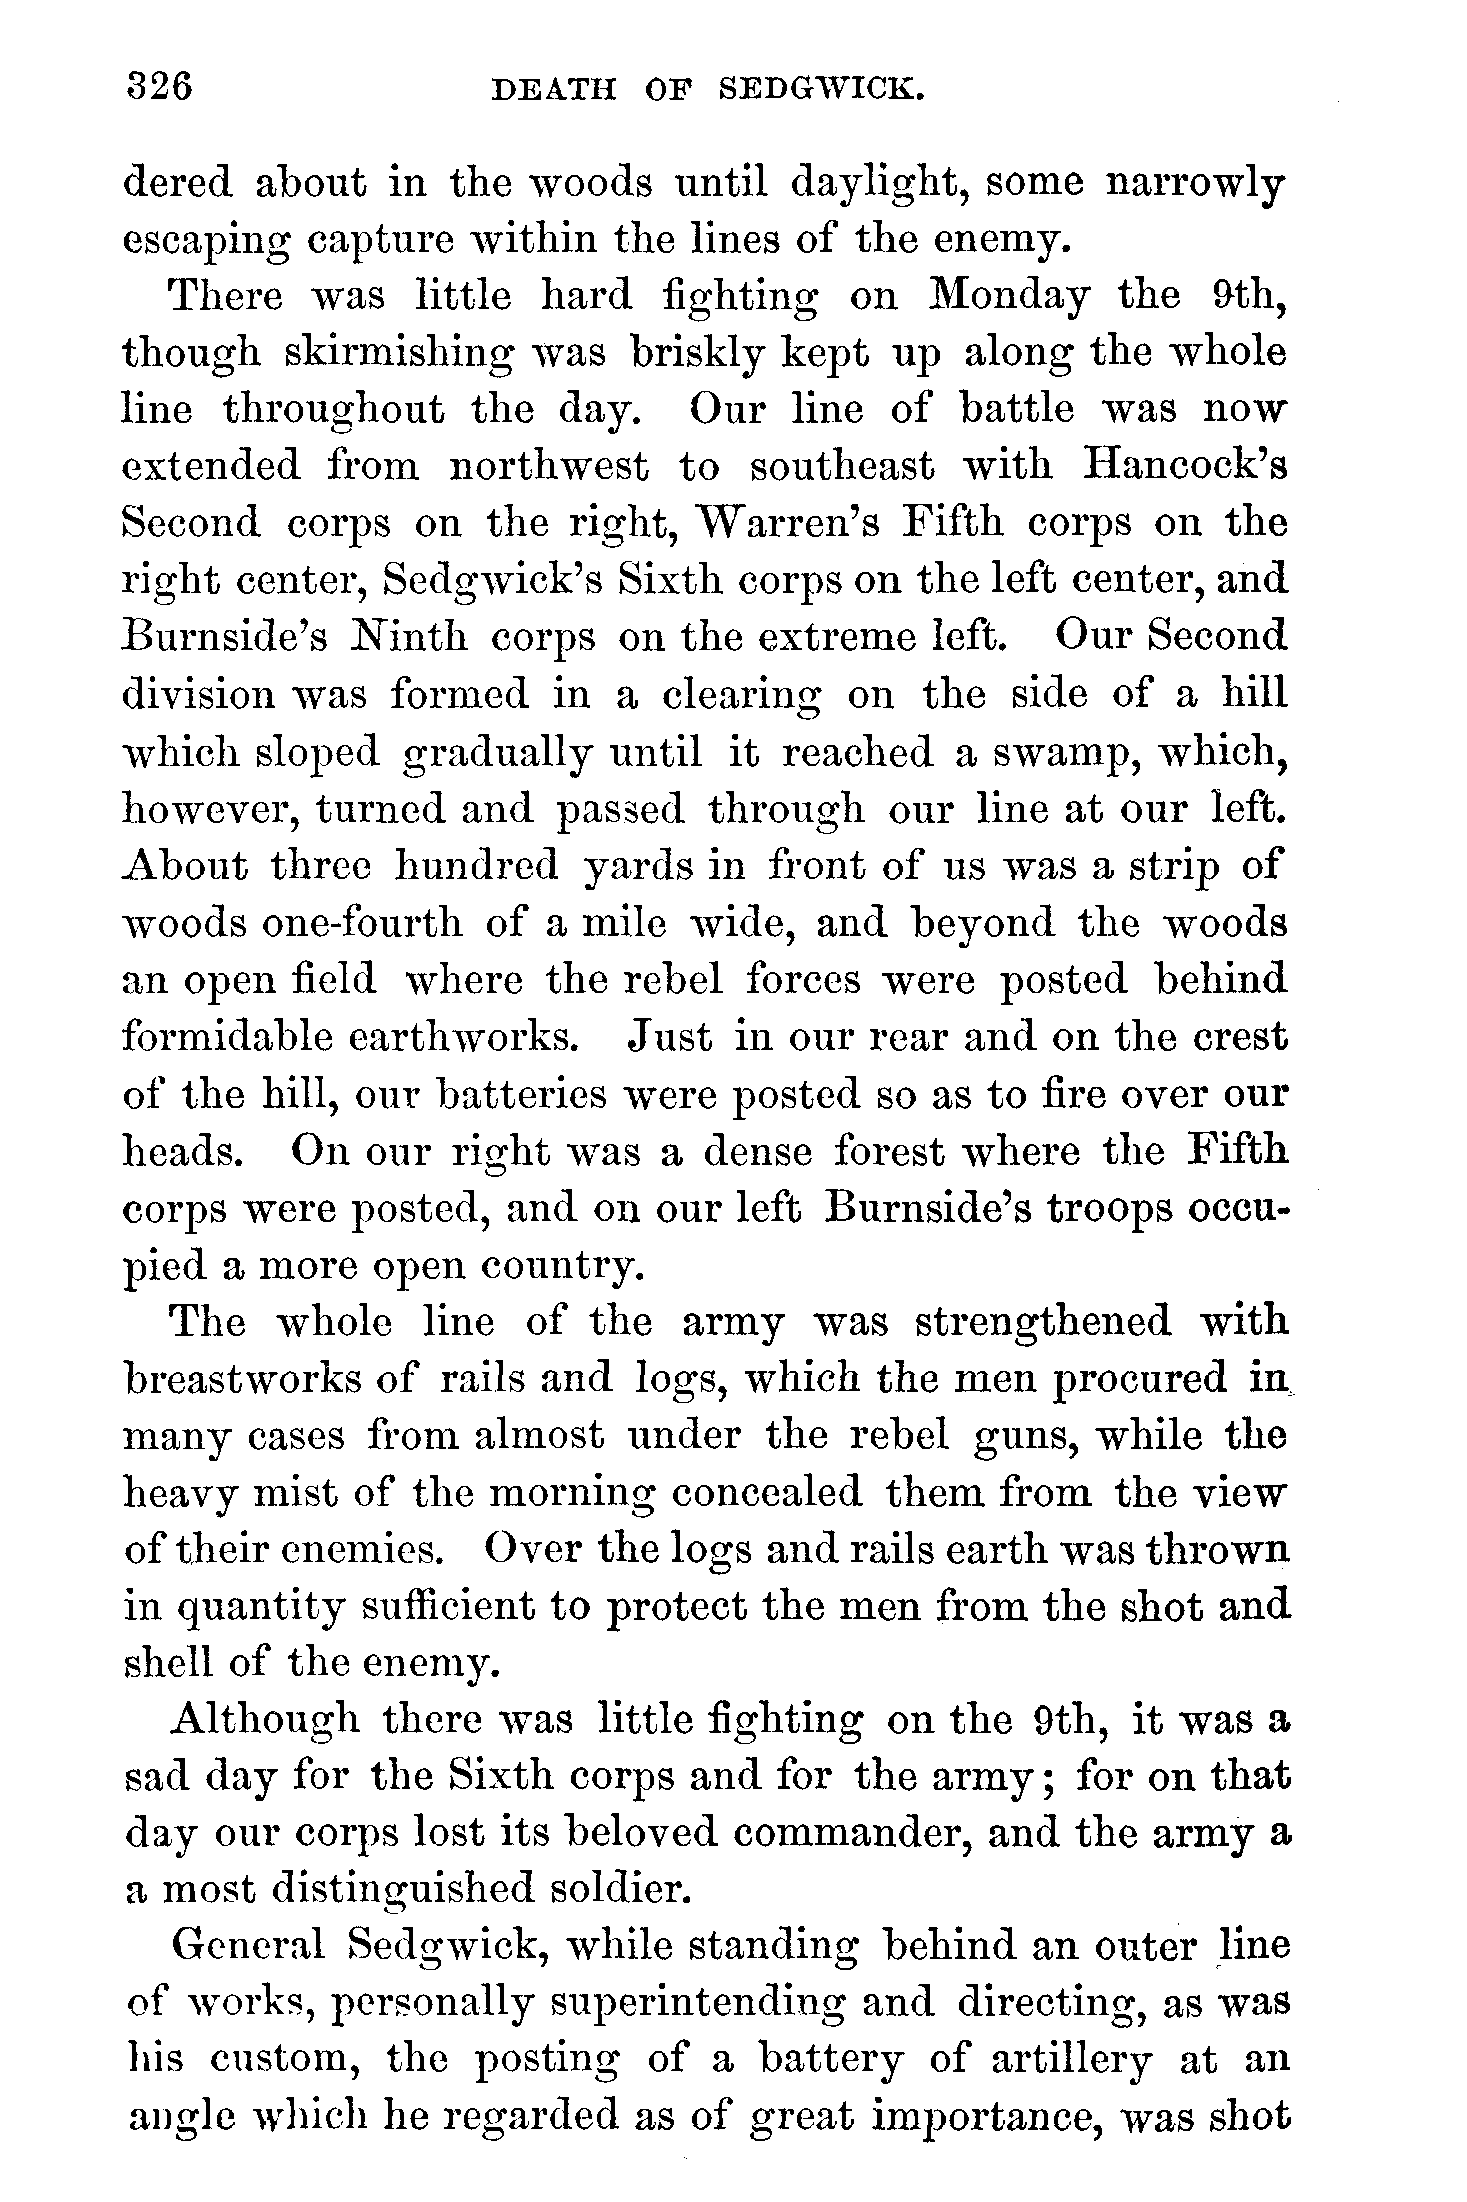 326 DEATH OF SEDGWICK.
dered about in the woods until daylight, some narrowly
escaping capture within the lines of the enemy.
There was little hard fighting on Monday the 9th,
though skirmishing was briskly kept up along the whole
line throughout the day. Our line of battle was now
extended from northwest to southeast with Hancock's
Second corps on the right, Warren's Fifth corps on the
right center, Sedgwick's Sixth corps on the left center, and
Burnside's Ninth corps on the extreme left. Our Second
division was formed in a clearing on the side of a hill
which sloped gradually until it reached a swamp, which,
however, turned and passed through our line at our left.
About three hundred yards in front of us was a strip of
woods one-fourth of a mile wide, and beyond the woods
an open field where the rebel forces were posted behind
formidable earthworks. Just in our rear and on the crest
of the hill, our batteries were posted so as to fire over our
heads. On our right was a dense forest where the Fifth
corps were posted, and on our left Burnside's troops occu-
pied a more open country.
The whole line of the army was strengthened with
breastworks of rails and logs, which the men procured in
many cases from almost under the rebel guns, while the
heavy mist of the morning concealed them from the view
of their enemies. Over the logs and rails earth was thrown
in quantity sufficient to protect the men from the shot and
shell of the enemy.
Although there was little fighting on the 9th, it was a
sad day for the Sixth corps and for the army; for on that
day our corps lost its beloved commander, and the army a
a most distinguished soldier.
General Sedgwick, while standing behind an outer line
of works, personally superintending and directing, as was
his custom, the posting of a battery of artillery at an
angle which he regarded as of great importance, was shot